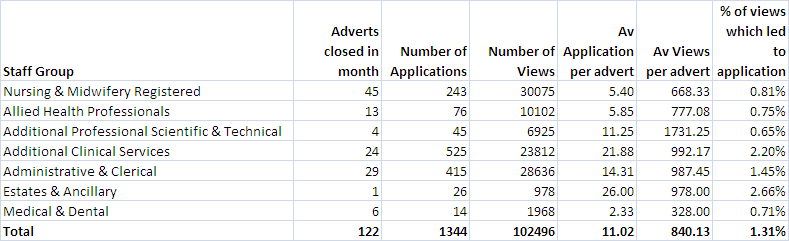 Staff Group Adverts closed in month Number of Applications Number of Views Av Application per advert Av Views per advert % of views which led to application
Nursing & Midwifery Registered 45 243 30075 5.40 668.33 0.81%
Allied Health Professionals 13 76 10102 5.85 777.08 0.75%
Additional Professional Scientific & Technical 4 45 6925 11.25 1731.25 0.65%
Additional Clinical Services 24 525 23812 21.88 992.17 2.20%
Administrative & Clerical 29 415 28636 14.31 987.45 1.45%
Estates & Ancillary 1 26 978 26.00 978.00 2.66%
Medical & Dental 6 14 1968 2.33 328.00 0.71%
Total 122 1344 102496 11.02 840.13 1.31%